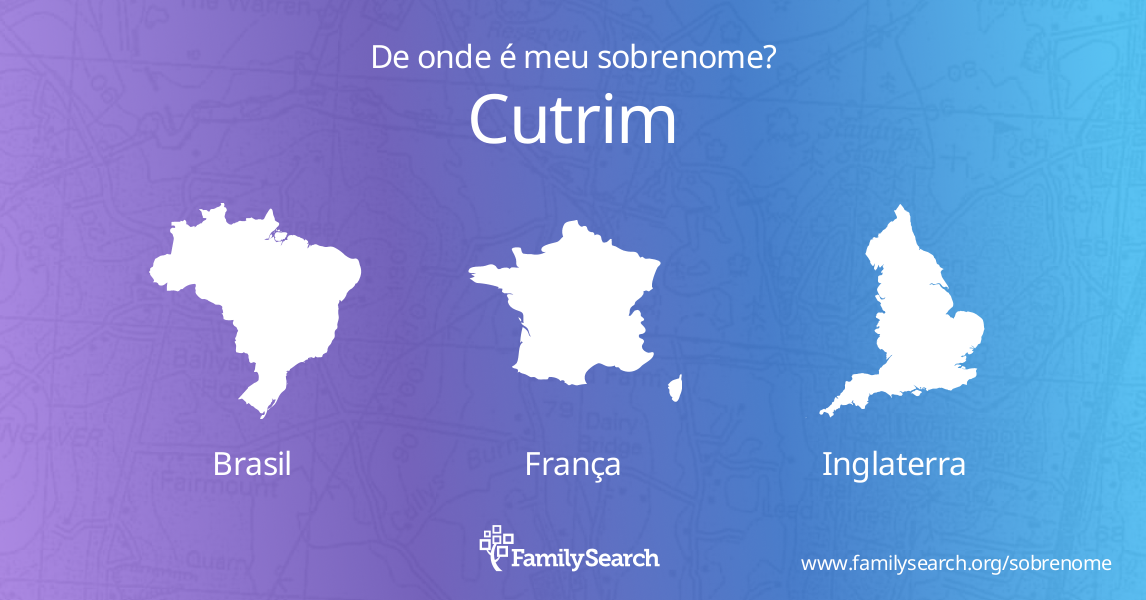 De onde é meu sobrenome?
Cutrim
Brasil
França
Inglaterra
FamilySearch
www.familysearch.org/sobrenome